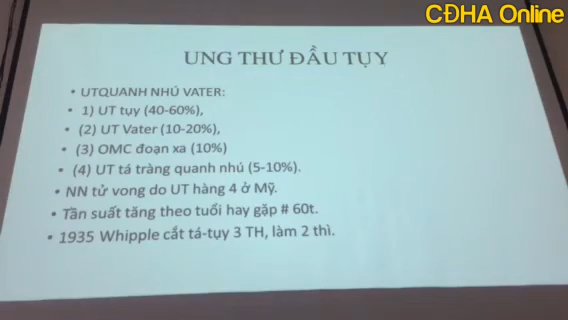 CĐHA Online
UNG THƯ ĐẦU TỤY
• UTQUANH NHÚ VATER:
• 1) UT tụy (40-60%),
• (2) UT Vater (10-20%),
• (3) OMC đoạn xa (10%)
• (4) UT tá tràng quanh nhú (5-10%).
• NN tử vong do UT hàng 4 ở Mỹ.
• Tần suất tăng theo tuổi hay gặp # 60t.
• 1935 Whipple cắt tá-tụy 3 TH, làm 2 thì.